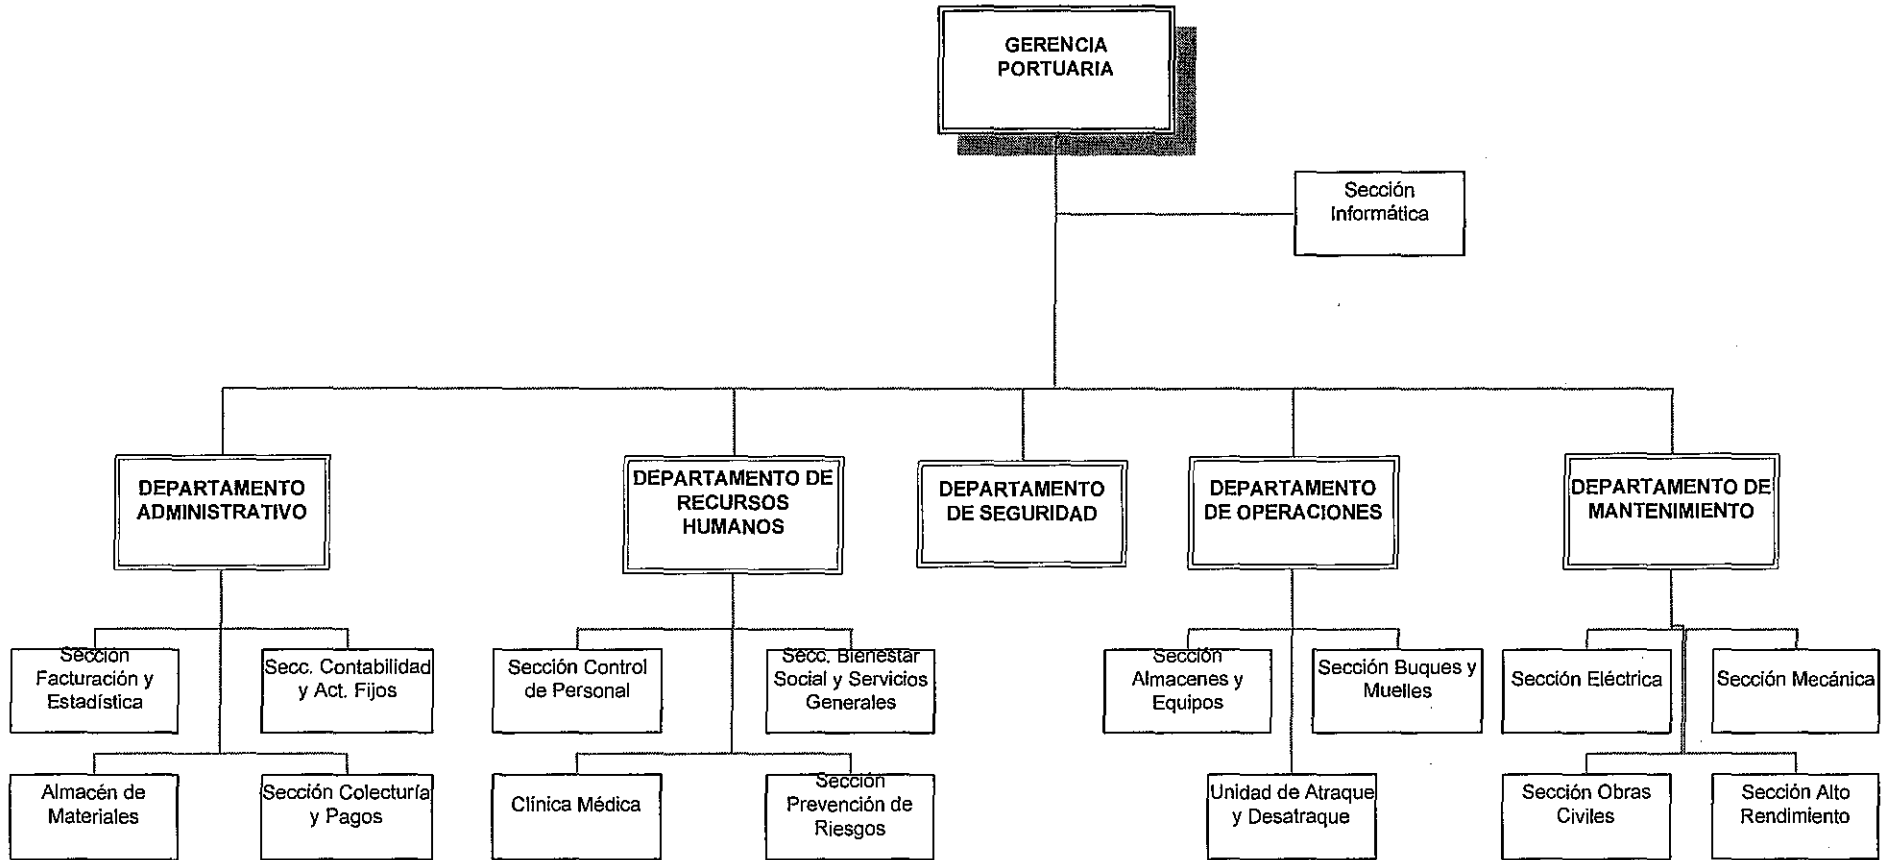 GERENCIA
PORTUARIA
Sección
Informática
DEPARTAMENTO
ADMINISTRATIVO
DEPARTAMENTO DE
RECURSOS
HUMANOS
DEPARTAMENTO
DE SEGURIDAD
DEPARTAMENTO
DE OPERACIONES
DEPARTAMENTO DE
MANTENIMIENTO
Sección
Facturación y
Estadística
Secc. Contabilidad
y Act. Fijos
Sección Control
de Personal
Secc. Bienestar
Social y Servicios
Generales
Sección
Almacenes y
Equipos
Sección Buques y
Muelles
Sección Eléctrica
Sección Mecánica
Almacén de
Materiales
Sección Colecturía
y Pagos
Clínica Médica
Sección
Prevención de
Riesgos
Unidad de Atraque
y Desatraque
Sección Obras
Civiles
Sección Alto
Rendimiento